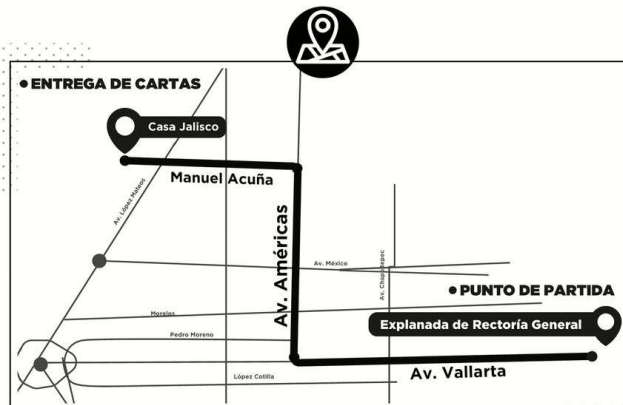 • ENTREGA DE CARTAS
Casa Jalisco
Manuel Acuña
Av. López Mateos
Av. Américas
Av. México
Av. Chapultepec
• PUNTO DE PARTIDA
Morelos
Explanada de Rectoría General
Pedro Moreno
Av. Vallarta
López Cotilla